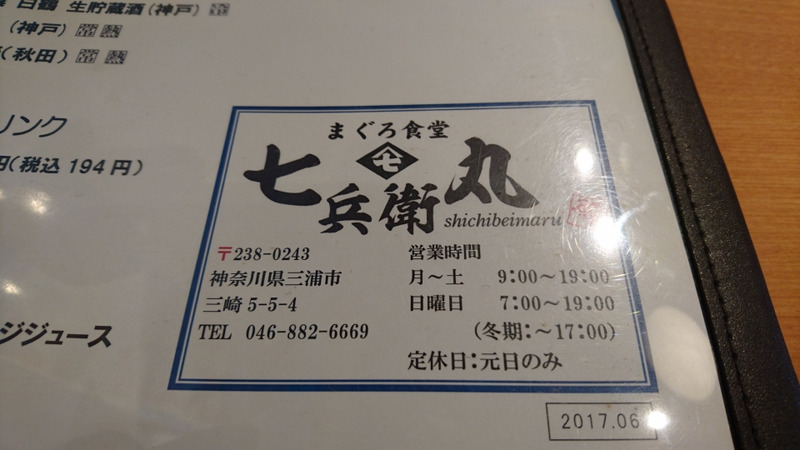 白鶴 生貯蔵酒(神戸)
(神戸)
(秋田)
リンク
円(税込 194 円)
ジジュース
まぐろ食堂
七
七兵衛丸
shichibeimaru
〒238-0243
神奈川県三浦市
三崎 5-5-4
TEL 046-882-6669
営業時間
月〜土 9:00〜19:00
日曜日 7:00〜19:00
(冬期:〜17:00)
定休日:元日のみ
2017.06